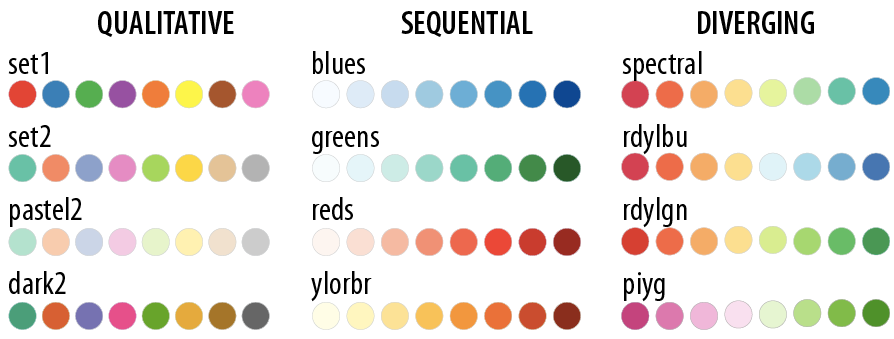 QUALITATIVE
SEQUENTIAL
DIVERGING
set1
blues
spectral
set2
greens
rdylbu
pastel2
reds
rdylgn
dark2
ylorbr
piyg